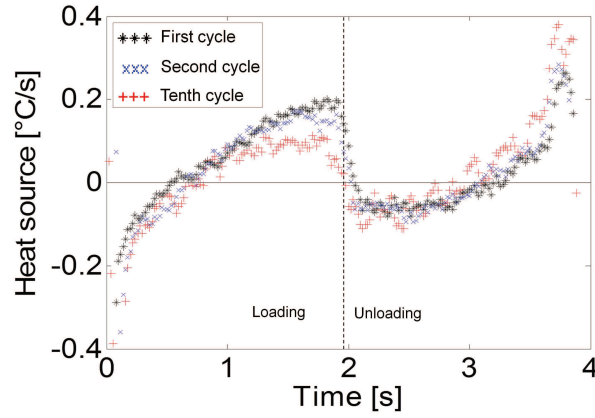 First cycle
Second cycle
Tenth cycle
Heat source [°C/s]
0.4
0.2
0
-0.2
-0.4
Loading
Unloading
0
1
2
3
4
Time [s]